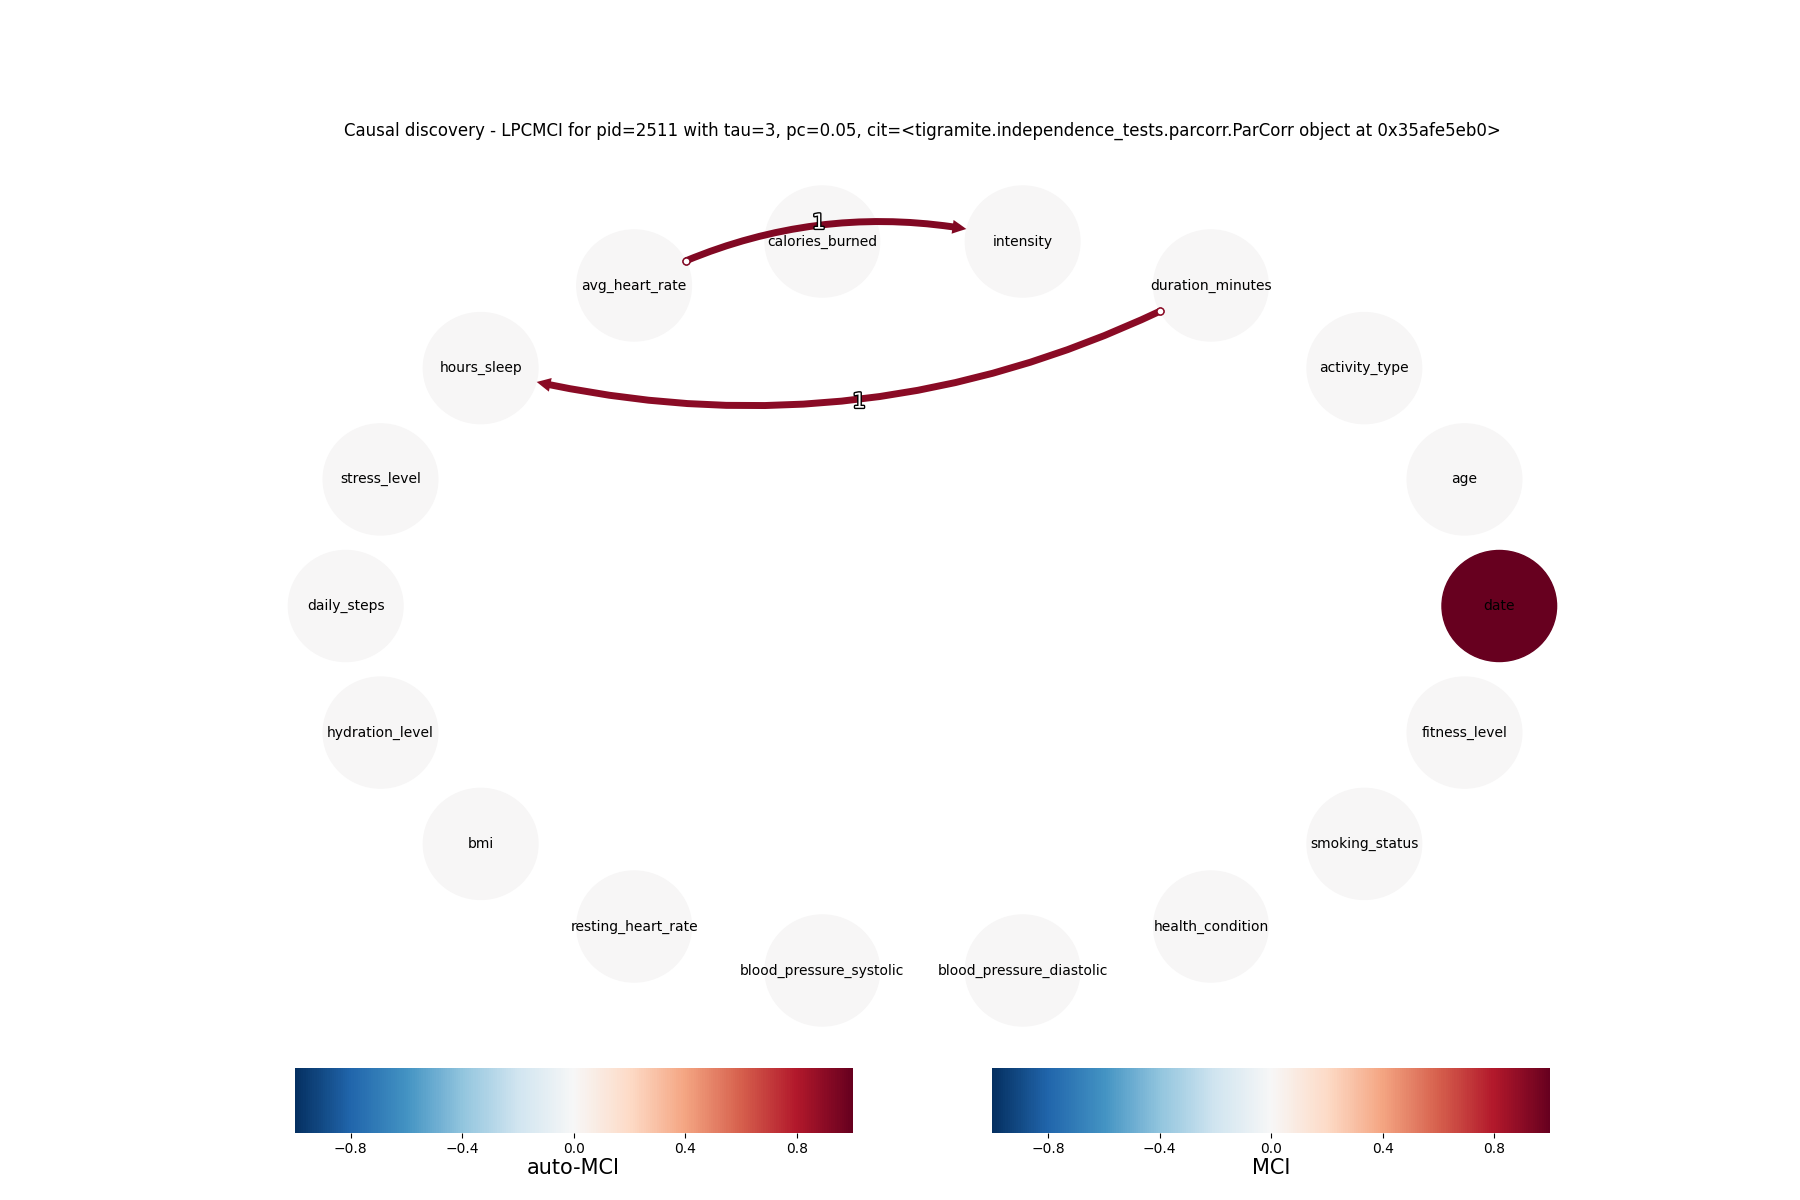 Causal discovery - LPCMCI for pid=2511 with tau=3, pc=0.05, cit=<tigramite.independence_tests.parcorr.ParCorr object at 0x35afe5eb0>
1
calories_burned
intensity
avg_heart_rate
duration_minutes
hours_sleep
activity_type
1
stress_level
age
daily_steps
date
hydration_level
fitness_level
bmi
smoking_status
resting_heart_rate
health_condition
blood_pressure_systolic
blood_pressure_diastolic
−0.8 −0.4 0.0 0.4 0.8
auto-MCI
−0.8 −0.4 0.0 0.4 0.8
MCI